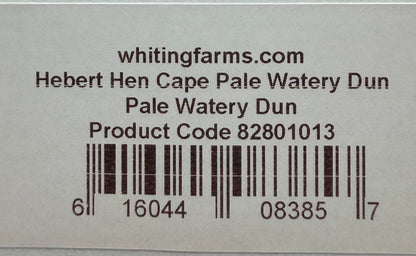 whitingfarms.com
Hebert Hen Cape Pale Watery Dun
Pale Watery Dun
Product Code 82801013
6 16044 08385 7